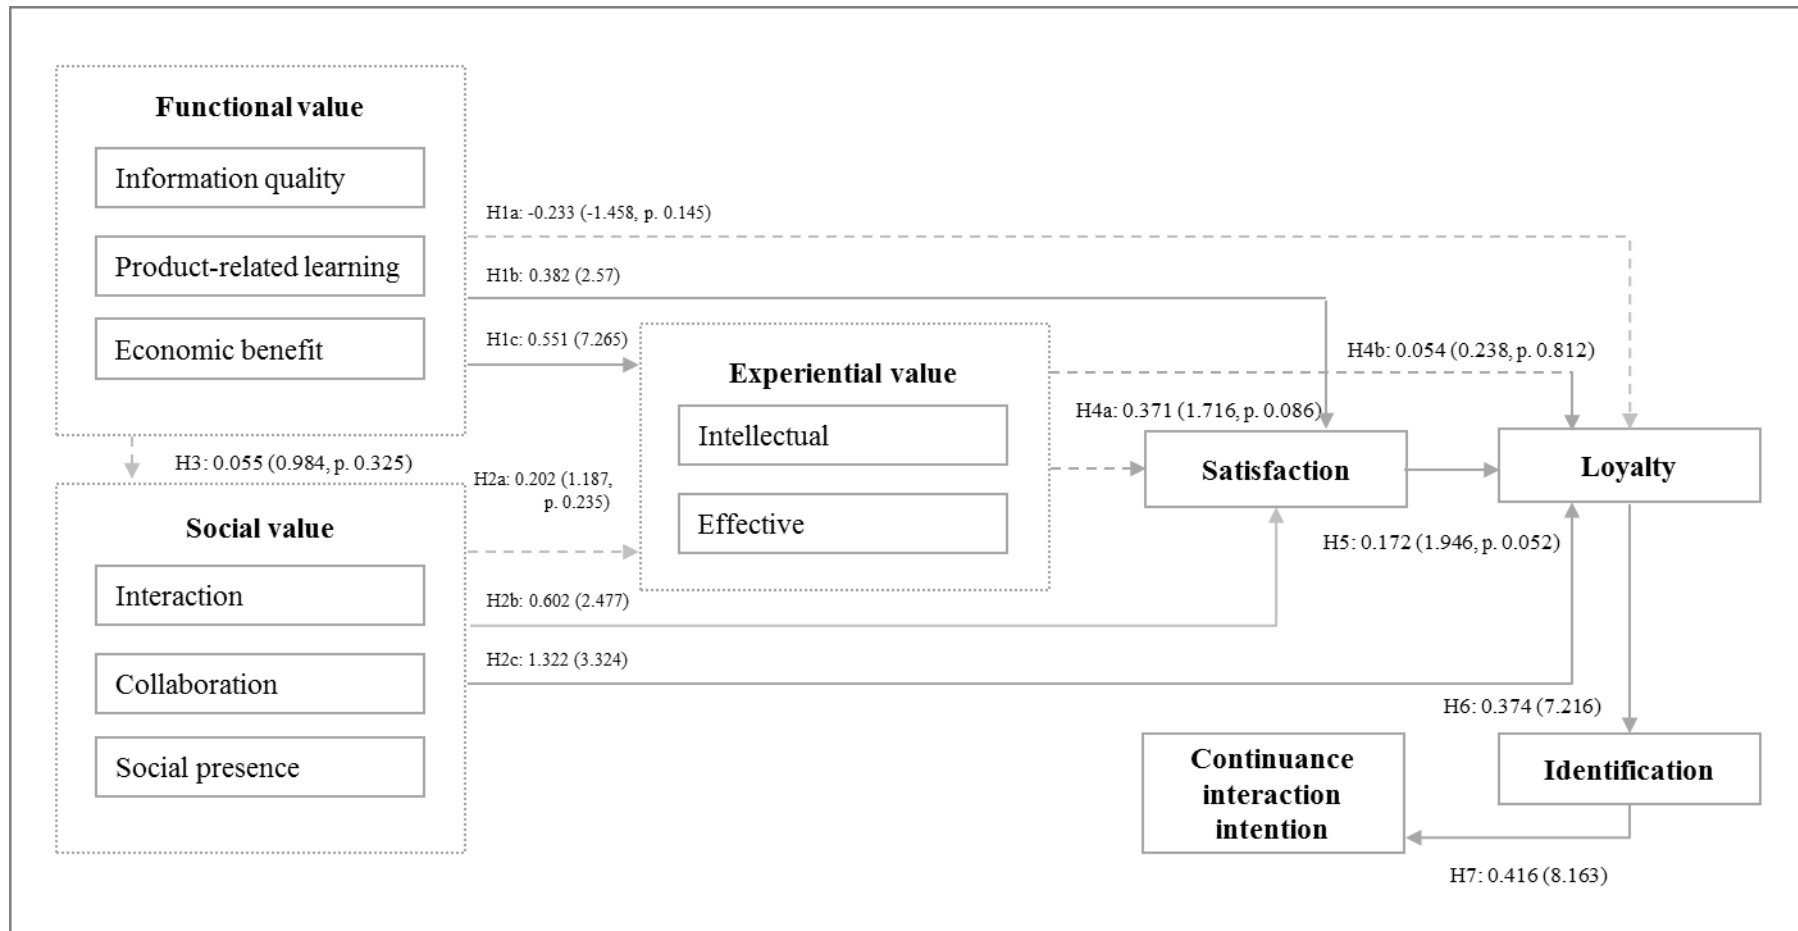 Functional value
Information quality
Product-related learning
Economic benefit
H1a: -0.233 (-1.458, p. 0.145)
H1b: 0.382 (2.57)
H1c: 0.551 (7.265)
H3: 0.055 (0.984, p. 0.325)
Social value
Interaction
Collaboration
Social presence
H2a: 0.202 (1.187,
p. 0.235)
H2b: 0.602 (2.477)
H2c: 1.322 (3.324)
Experiential value
Intellectual
Effective
H4b: 0.054 (0.238, p. 0.812)
H4a: 0.371 (1.716, p. 0.086)
Satisfaction
Loyalty
H5: 0.172 (1.946, p. 0.052)
H6: 0.374 (7.216)
Identification
Continuance
interaction
intention
H7: 0.416 (8.163)